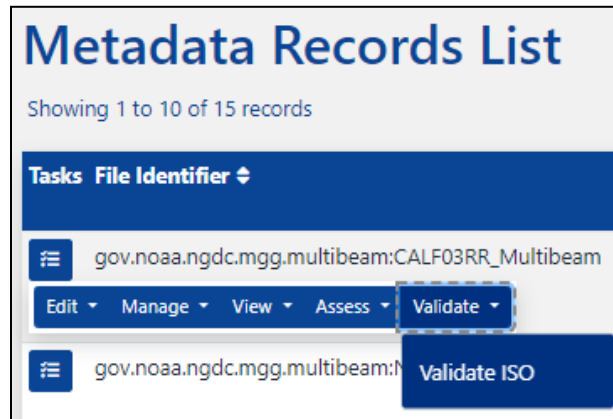 Metadata Records List
Showing 1 to 10 of 15 records
Tasks File Identifier
gov.noaa.ngdc.mgg.multibeam:CALF03RR_Multibeam
Edit Manage View Assess Validate
gov.noaa.ngdc.mgg.multibeam:
Validate ISO